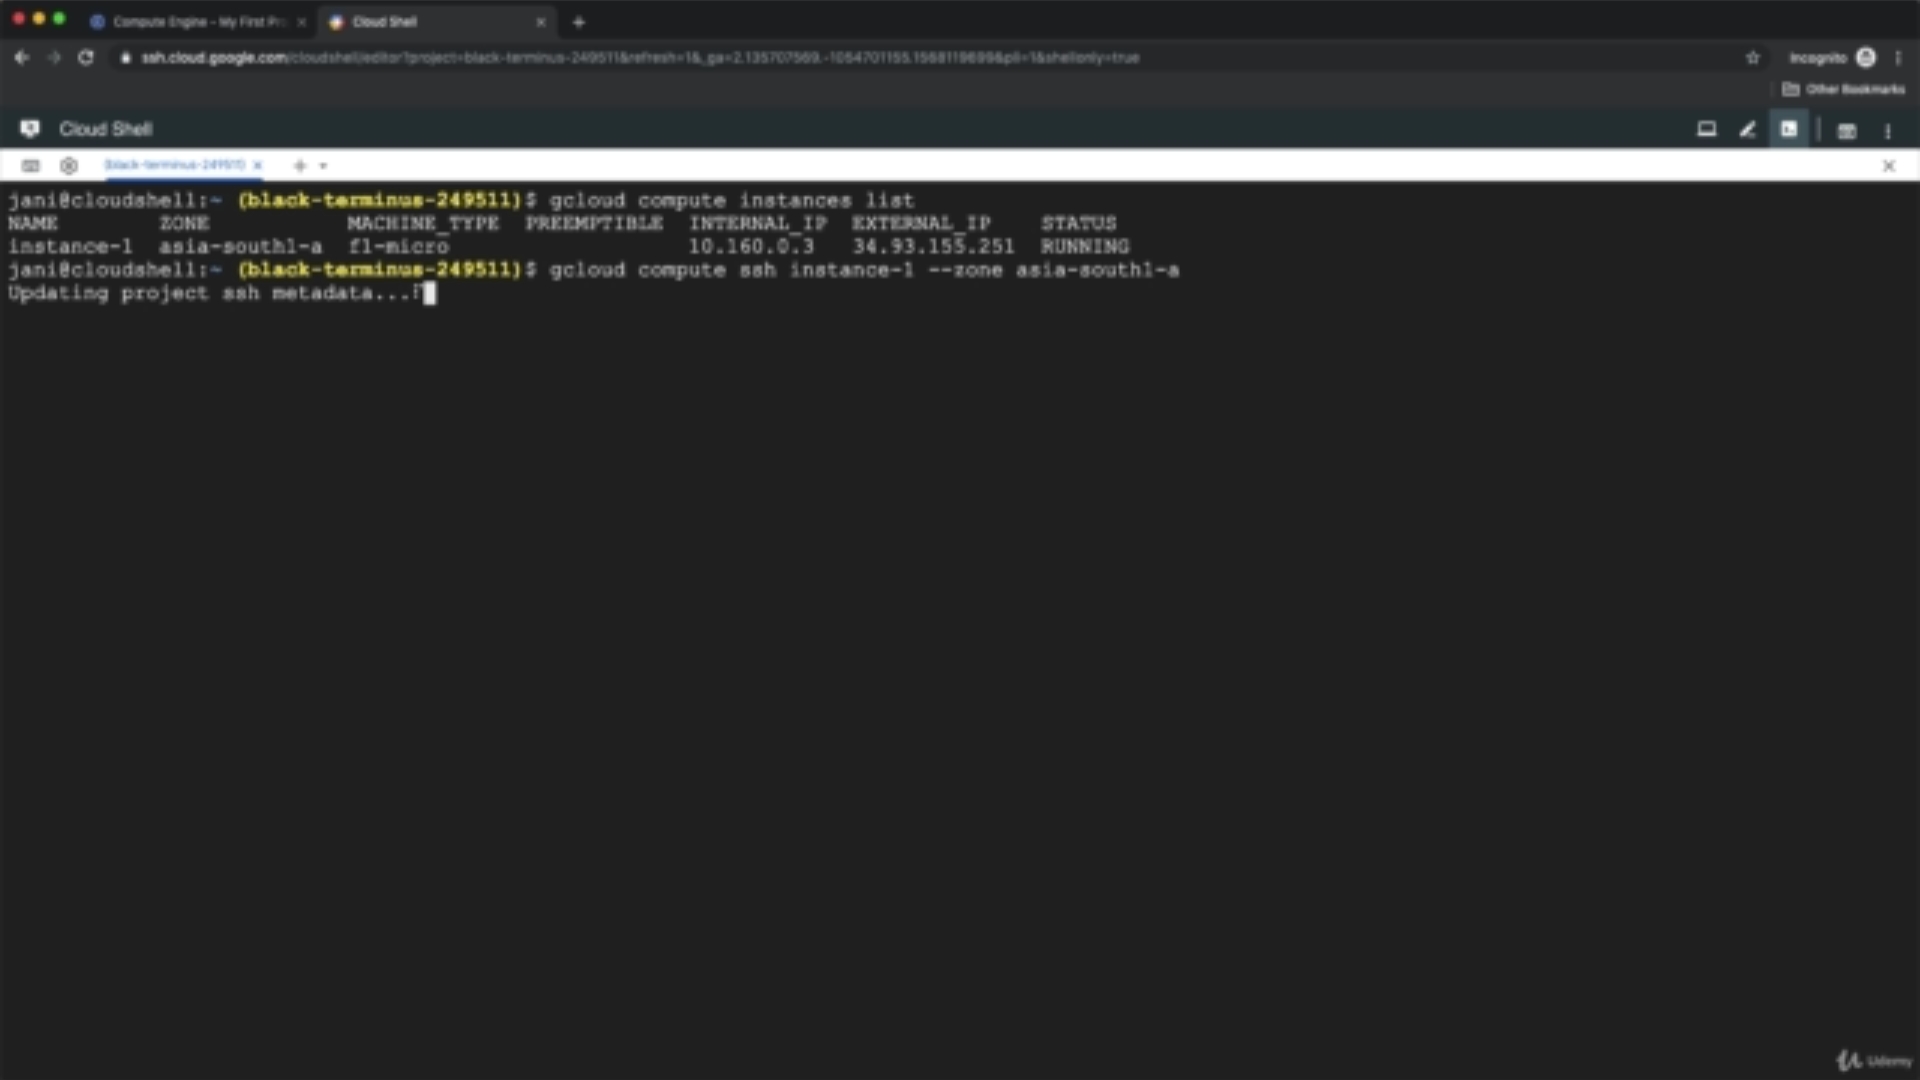 Compute Engine - My First Pr
Cloud Shell
ssh.cloud.google.com/cloudshell/editor?project=black-terminus-249511&refresh=1&_ga=2.135707569.-1054701155.1568119699&pli=1&shellonly=true
Incognito
Other Bookmarks
Cloud Shell
(black-terminus-249511)
jani@cloudshell:~ (black-terminus-249511)$ gcloud compute instances list
NAME ZONE MACHINE_TYPE PREEMPTIBLE INTERNAL_IP EXTERNAL_IP STATUS
instance-1 asia-south1-a f1-micro 10.160.0.3 34.93.155.251 RUNNING
jani@cloudshell:~ (black-terminus-249511)$ gcloud compute ssh instance-1 --zone asia-south1-a
Updating project ssh metadata...
Udemy